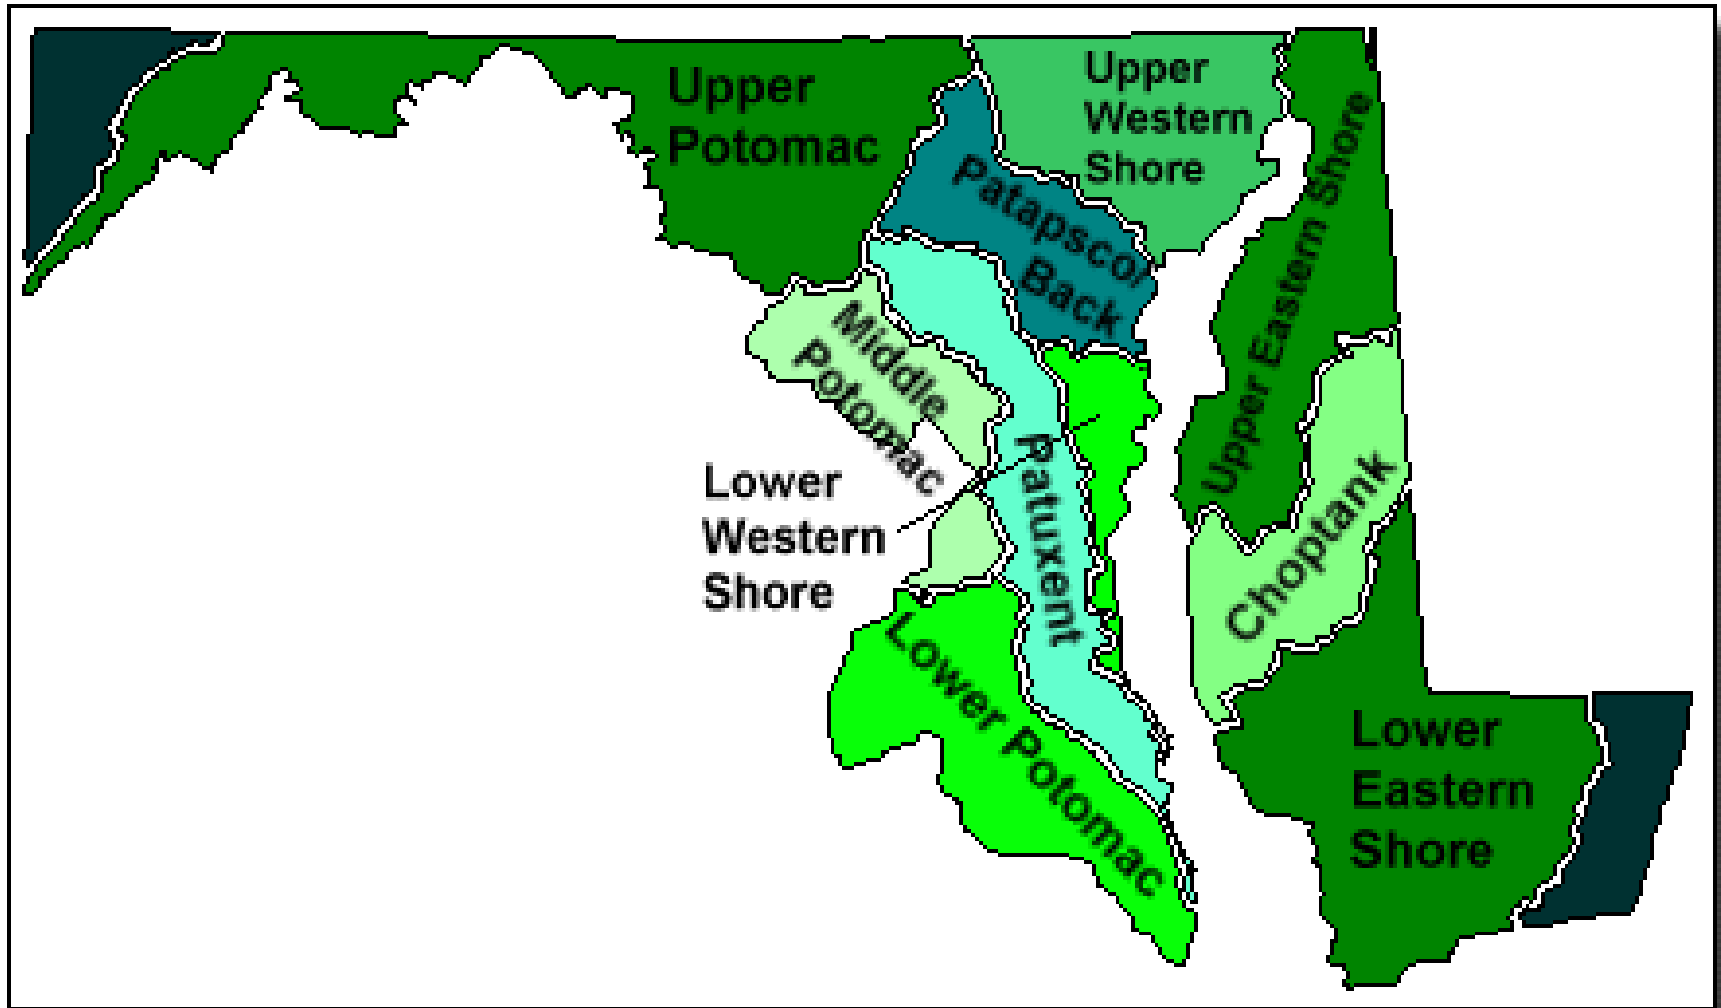 Upper
Potomac
Upper
Western
Shore
Patapsco/
Back
Upper Eastern Shore
Middle
Potomac
Lower
Western
Shore
Patuxent
Choptank
Lower Potomac
Lower
Eastern
Shore